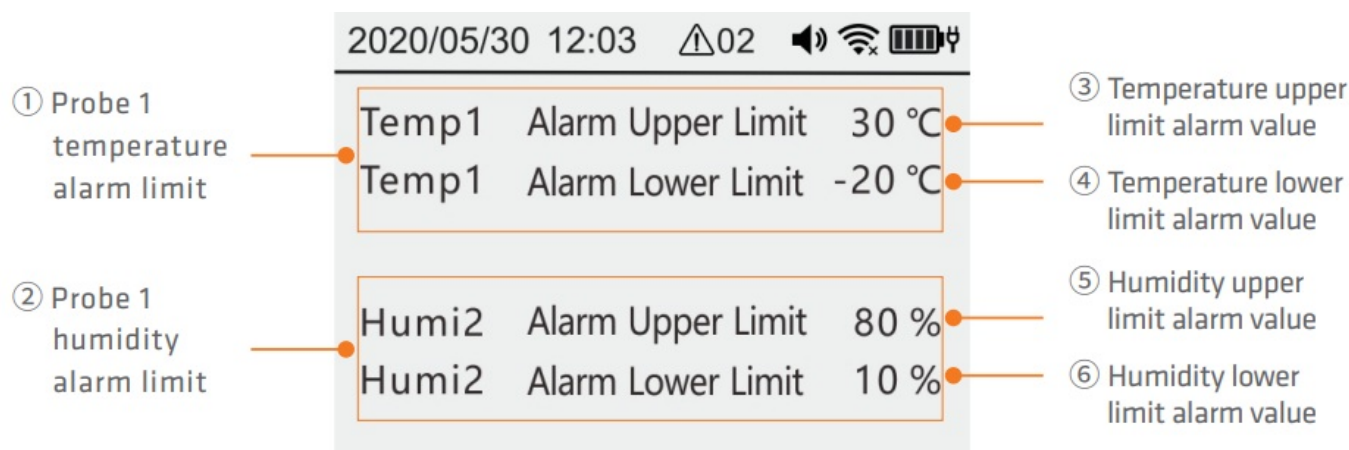 2020/05/30 12:03 ⚠02
① Probe 1
temperature
alarm limit
Temp1 Alarm Upper Limit 30 ℃
Temp1 Alarm Lower Limit -20 ℃
③ Temperature upper
limit alarm value
④ Temperature lower
limit alarm value
② Probe 1
humidity
alarm limit
Humi2 Alarm Upper Limit 80 %
Humi2 Alarm Lower Limit 10 %
⑤ Humidity upper
limit alarm value
⑥ Humidity lower
limit alarm value